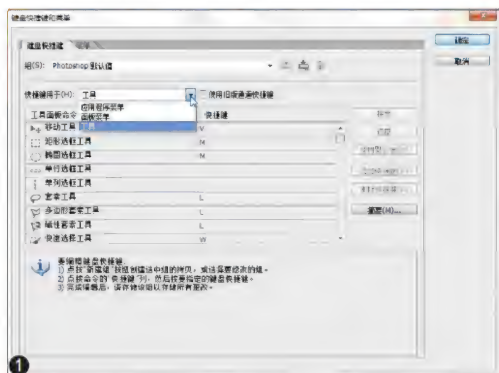 键盘快捷键和菜单
键盘快捷键
菜单
确定
取消
组(S): Photoshop 默认值
快捷键用于(H): 工具
使用旧版通道快捷键
应用程序菜单
面板菜单
工具
工具面板命令
快捷键
移动工具 V
矩形选框工具 M
椭圆选框工具 M
单行选框工具
单列选框工具
套索工具 L
多边形套索工具 L
磁性套索工具 L
快速选择工具 W
摘要(M)...
要编辑键盘快捷键:
1) 点按“新建组”按钮创建选中组的拷贝，或选择要修改的组。
2) 点按命令的“快捷键”列，然后按要指定的键盘快捷键。
3) 完成编辑后，请存储该组以存储所有更改。
1